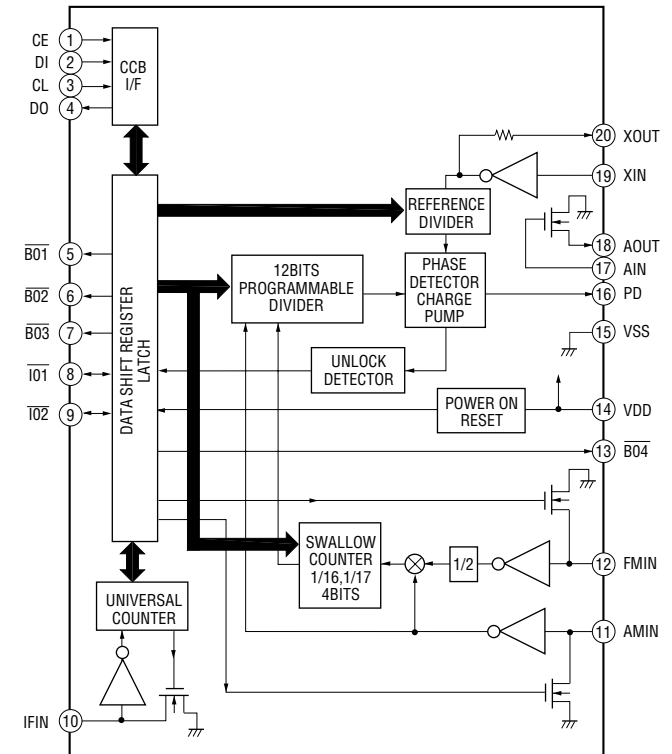 CE 1
DI 2
CL 3
DO 4
CCB
I/F
20 XOUT
19 XIN
REFERENCE
DIVIDER
18 AOUT
17 AIN
16 PD
15 VSS
B01 5
B02 6
B03 7
I01 8
I02 9
DATA SHIFT REGISTER
LATCH
12BITS
PROGRAMMABLE
DIVIDER
PHASE
DETECTOR
CHARGE
PUMP
UNLOCK
DETECTOR
POWER ON
RESET
14 VDD
13 B04
SWALLOW
COUNTER
1/16,1/17
4BITS
1/2
12 FMIN
11 AMIN
UNIVERSAL
COUNTER
IFIN 10